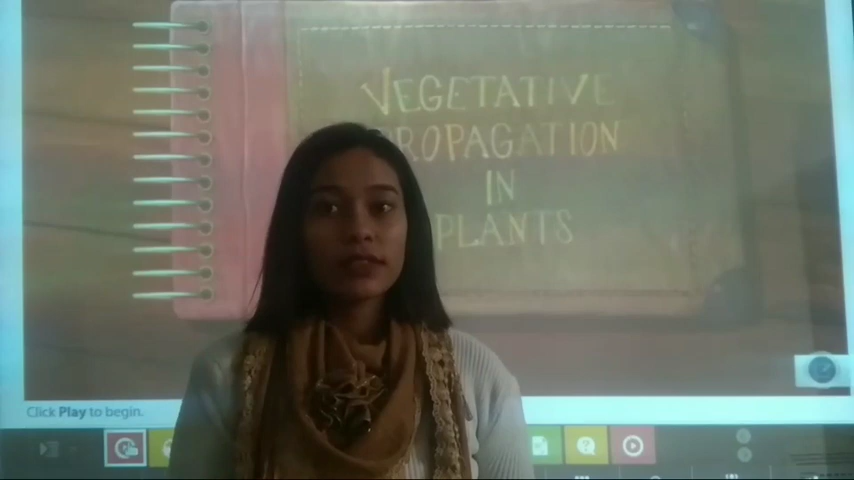 VEGETATIVE
PROPAGATION
IN
PLANTS
Click Play to begin.